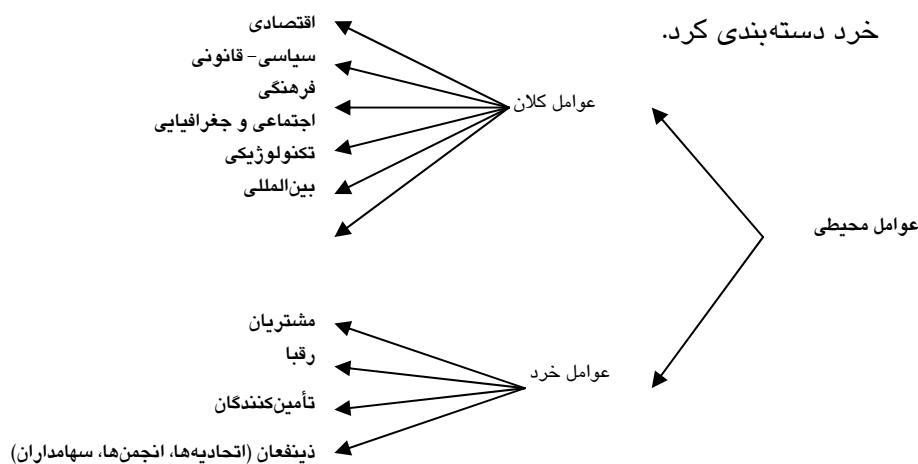 خرد دسته‌بندی کرد.
عوامل محیطی
عوامل کلان
اقتصادی
سیاسی- قانونی
فرهنگی
اجتماعی و جغرافیایی
تکنولوژیکی
بین‌المللی
عوامل خرد
مشتریان
رقبا
تأمین‌کنندگان
ذینفعان (اتحادیه‌ها، انجمن‌ها، سهامداران)